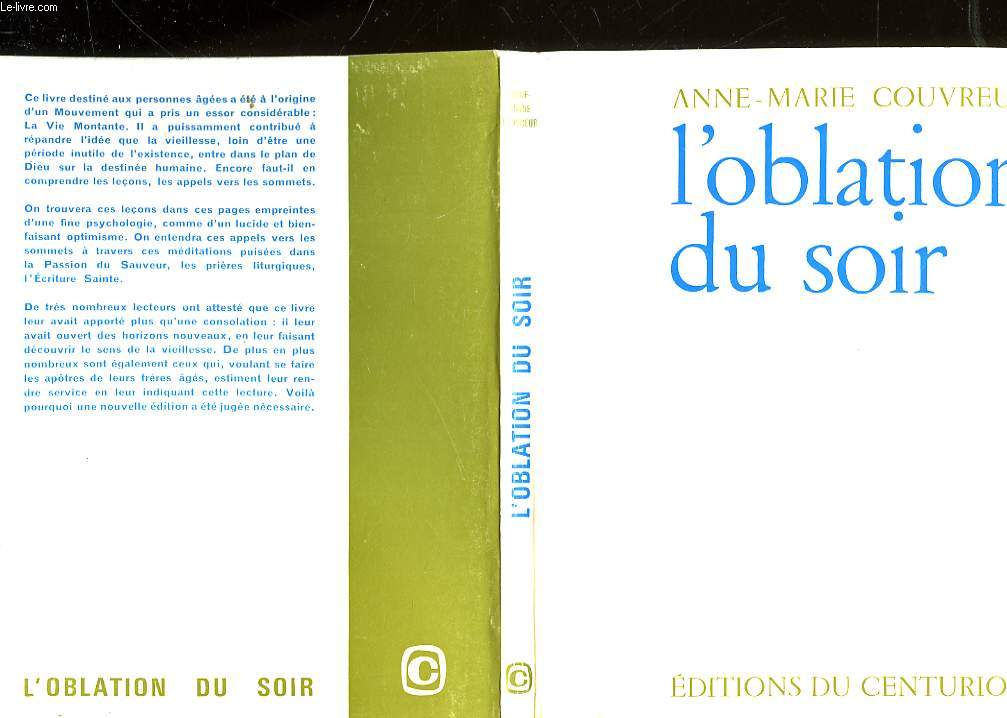 Le-livre.com
Ce livre destiné aux personnes âgées a été à l'origine
d'un Mouvement qui a pris un essor considérable :
La Vie Montante. Il a puissamment contribué à
répandre l'idée que la vieillesse, loin d'être une
période inutile de l'existence, entre dans le plan de
Dieu sur la destinée humaine. Encore faut-il en
comprendre les leçons, les appels vers les sommets.
On trouvera ces leçons dans ces pages empreintes
d'une fine psychologie, comme d'un lucide et bien-
faisant optimisme. On entendra ces appels vers les
sommets à travers ces méditations puisées dans
la Passion du Sauveur, les prières liturgiques,
l'Écriture Sainte.
De très nombreux lecteurs ont attesté que ce livre
leur avait apporté plus qu'une consolation : il leur
avait ouvert des horizons nouveaux, en leur faisant
découvrir le sens de la vieillesse. De plus en plus
nombreux sont également ceux qui, voulant se faire
les apôtres de leurs frères âgés, estiment leur ren-
dre service en leur indiquant cette lecture. Voilà
pourquoi une nouvelle édition a été jugée nécessaire.
L'OBLATION DU SOIR
C
L'OBLATION DU SOIR
C
ANNE-MARIE COUVREU
l'oblation
du soir
ÉDITIONS DU CENTURIO